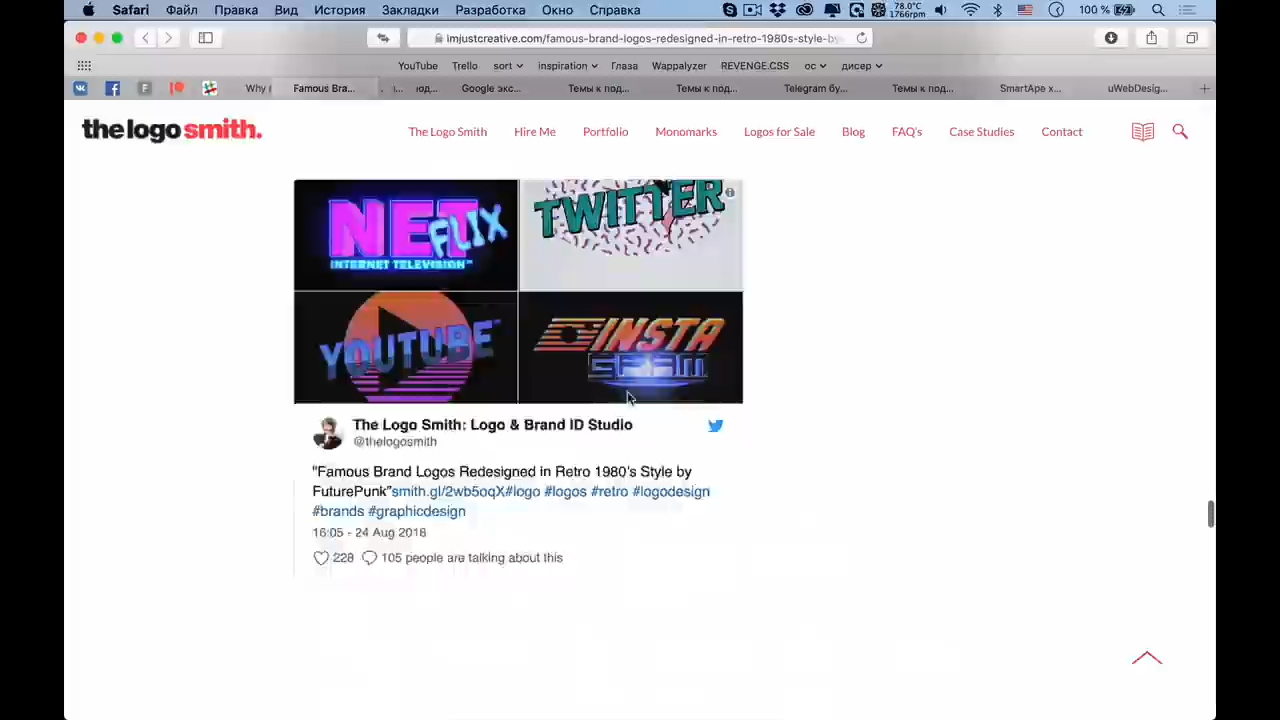 Safari Файл Правка Вид История Закладки Разработка Окно Справка 78.0°C 1766rpm 100 %
imjustcreative.com/famous-brand-logos-redesigned-in-retro-1980s-style-by
YouTube Trello sort inspiration Глаза Wappalyzer REVENGE.CSS ос дисер
Why Famous Bra... Google экс... Темы к под... Темы к под... Telegram бу... Темы к под... SmartApe х... uWebDesig...
the logo smith. The Logo Smith Hire Me Portfolio Monomarks Logos for Sale Blog FAQ's Case Studies Contact
NETFLIX
INTERNET TELEVISION™
TWITTER
YOUTUBE
INSTA
GRAM
The Logo Smith: Logo & Brand ID Studio
@thelogosmith
"Famous Brand Logos Redesigned in Retro 1980's Style by
FuturePunk"smith.gl/2wb5oqX#logo #logos #retro #logodesign
#brands #graphicdesign
16:05 - 24 Aug 2018
228 105 people are talking about this